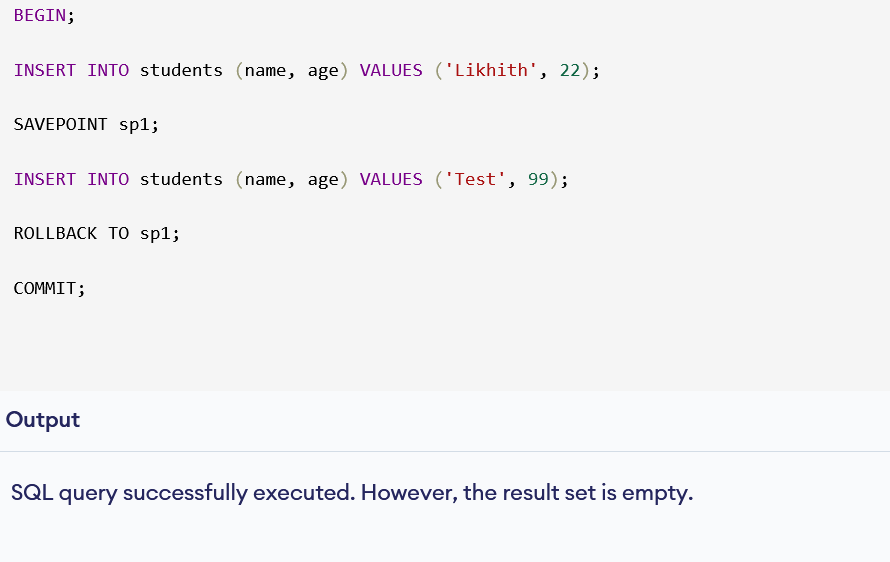 BEGIN;
INSERT INTO students (name, age) VALUES ('Likhith', 22);
SAVEPOINT sp1;
INSERT INTO students (name, age) VALUES ('Test', 99);
ROLLBACK TO sp1;
COMMIT;
Output
SQL query successfully executed. However, the result set is empty.